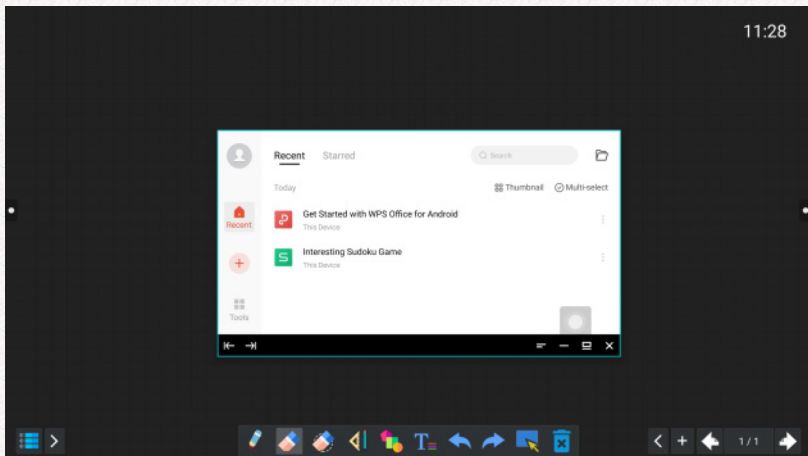 11:28
Recent Starred
Search
Today
Thumbnail Multi-select
Recent
Get Started with WPS Office for Android
This Device
Interesting Sudoku Game
This Device
Tools
T
1/1